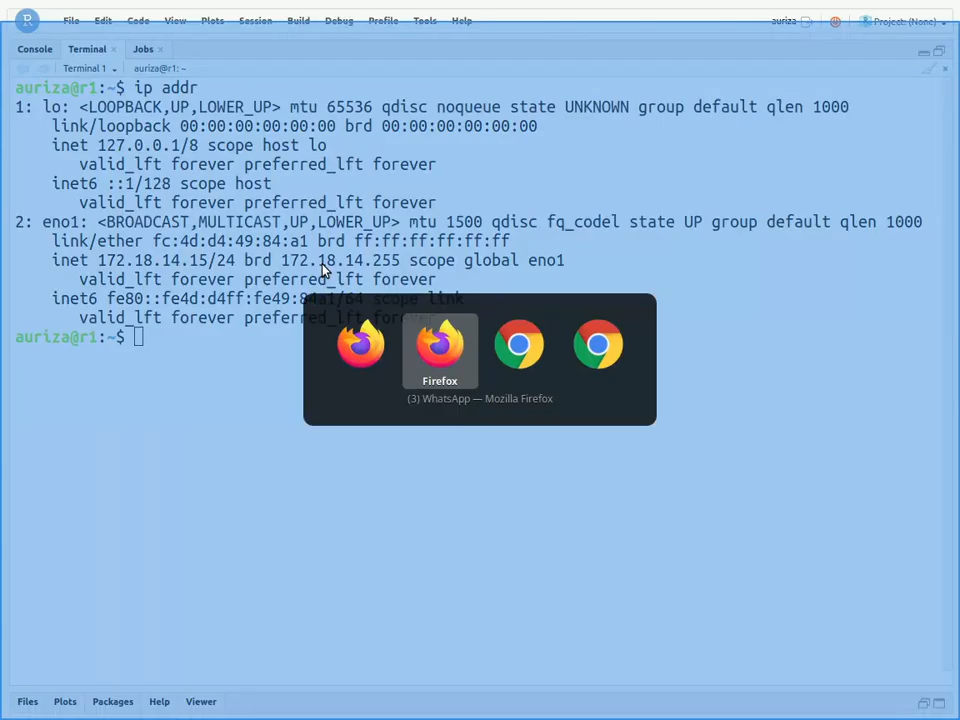 R File Edit Code View Plots Session Build Debug Profile Tools Help auriza Project: (None)
Console Terminal × Jobs ×
Terminal 1 auriza@r1: ~
auriza@r1:~$ ip addr
1: lo: <LOOPBACK,UP,LOWER_UP> mtu 65536 qdisc noqueue state UNKNOWN group default qlen 1000
link/loopback 00:00:00:00:00:00 brd 00:00:00:00:00:00
inet 127.0.0.1/8 scope host lo
valid_lft forever preferred_lft forever
inet6 ::1/128 scope host
valid_lft forever preferred_lft forever
2: eno1: <BROADCAST,MULTICAST,UP,LOWER_UP> mtu 1500 qdisc fq_codel state UP group default qlen 1000
link/ether fc:4d:d4:49:84:a1 brd ff:ff:ff:ff:ff:ff
inet 172.18.14.15/24 brd 172.18.14.255 scope global eno1
valid_lft forever preferred_lft forever
inet6 fe80::fe4d:d4ff:fe49:84a1/64 scope link
valid_lft forever preferred_lft forever
auriza@r1:~$
Firefox
(3) WhatsApp — Mozilla Firefox
Files Plots Packages Help Viewer